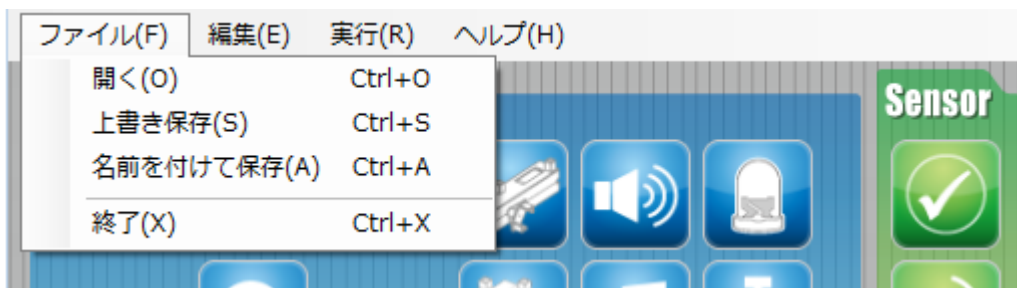 ファイル(F) 編集(E) 実行(R) ヘルプ(H)
開く(O) Ctrl+O
上書き保存(S) Ctrl+S
名前を付けて保存(A) Ctrl+A
終了(X) Ctrl+X
Sensor